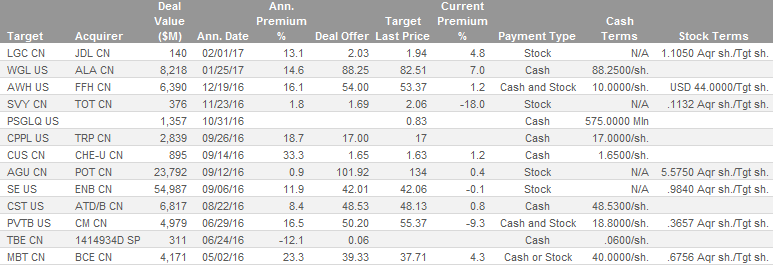 Target Acquirer Deal Value ($M) Ann. Date Ann. Premium % Deal Offer Target Last Price Current Premium % Payment Type Cash Terms Stock Terms
LGC CN JDL CN 140 02/01/17 13.1 2.03 1.94 4.8 Stock N/A 1.1050 Aqr sh./Tgt sh.
WGL US ALA CN 8,218 01/25/17 14.6 88.25 82.51 7.0 Cash 88.2500/sh.
AWH US FFH CN 6,390 12/19/16 16.1 54.00 53.37 1.2 Cash and Stock 10.0000/sh. USD 44.0000/Tgt sh.
SVY CN TOT CN 376 11/23/16 1.8 1.69 2.06 -18.0 Stock N/A .1132 Aqr sh./Tgt sh.
PSGLQ US 1,357 10/31/16 0.83 Cash 575.0000 Mln
CPPL US TRP CN 2,839 09/26/16 18.7 17.00 17 Cash 17.0000/sh.
CUS CN CHE-U CN 895 09/14/16 33.3 1.65 1.63 1.2 Cash 1.6500/sh.
AGU CN POT CN 23,792 09/12/16 0.9 101.92 134 0.4 Stock N/A 5.5750 Aqr sh./Tgt sh.
SE US ENB CN 54,987 09/06/16 11.9 42.01 42.06 -0.1 Stock N/A .9840 Aqr sh./Tgt sh.
CST US ATD/B CN 6,817 08/22/16 8.4 48.53 48.13 0.8 Cash 48.5300/sh.
PVTB US CM CN 4,979 06/29/16 16.5 50.20 55.37 -9.3 Cash and Stock 18.8000/sh. .3657 Aqr sh./Tgt sh.
TBE CN 1414934D SP 311 06/24/16 -12.1 0.06 Cash .0600/sh.
MBT CN BCE CN 4,171 05/02/16 23.3 39.33 37.71 4.3 Cash or Stock 40.0000/sh. .6756 Aqr sh./Tgt sh.